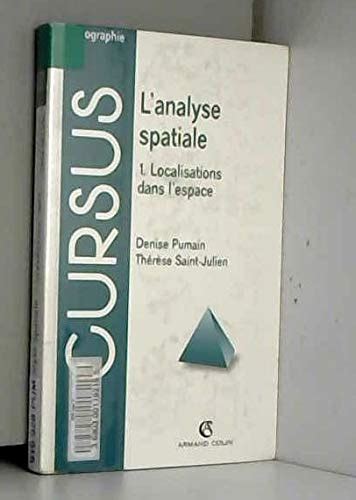 ographie
CURSUS
L'analyse
spatiale
1. Localisations
dans l'espace
Denise Pumain
Thérèse Saint-Julien
ARMAND COLIN